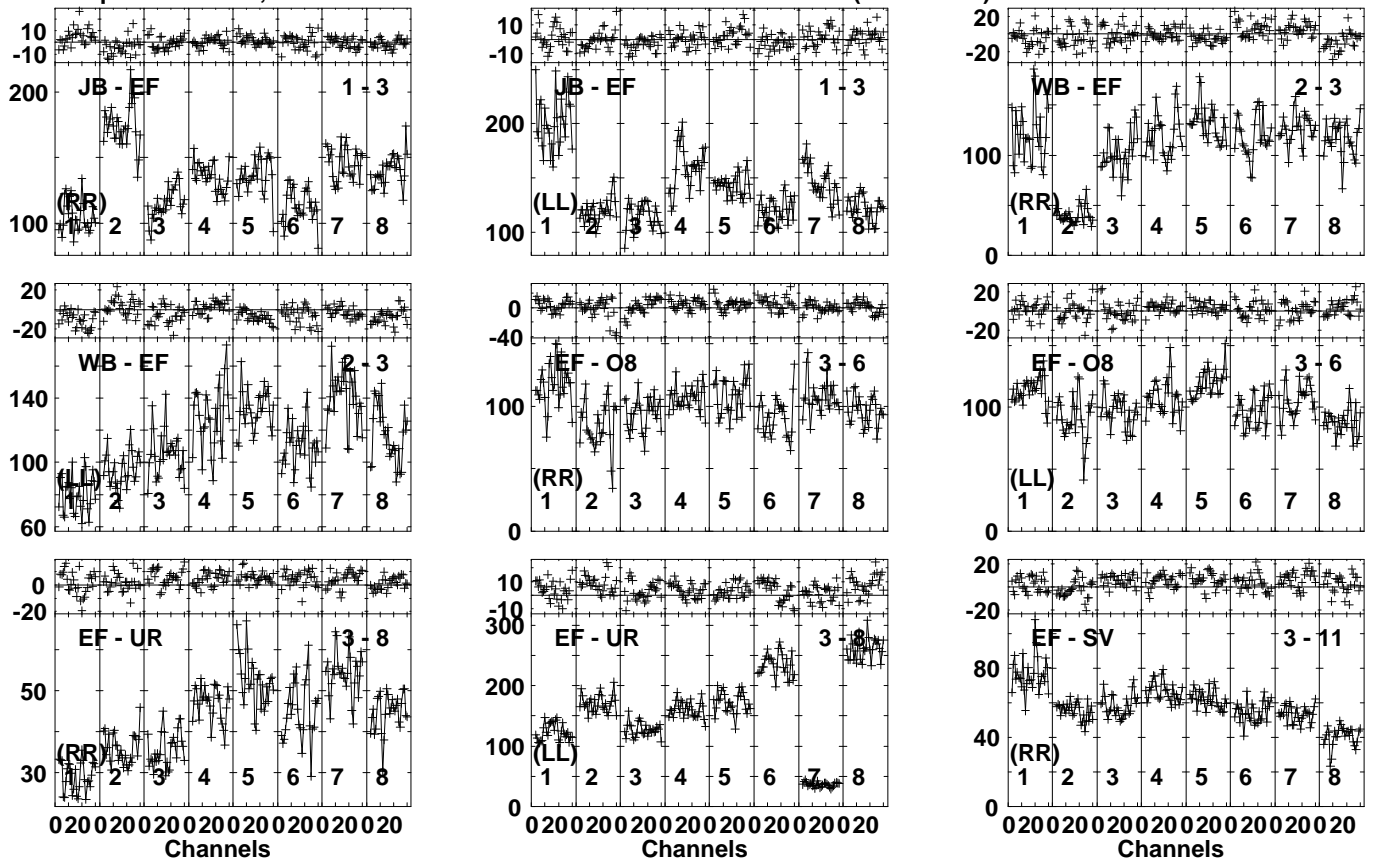 10 10 20
-10 -10 -20
JB - EF 1 - 3 JB - EF 1 - 3 WB - EF 2 - 3
200 200 100
(RR) (LL) (RR)
1 2 3 4 5 6 7 8 1 2 3 4 5 6 7 8 1 2 3 4 5 6 7 8
100 100 0
20 0 20
-20 -40 -20
WB - EF 2 - 3 EF - O8 3 - 6 EF - O8 3 - 6
140 100 100
100
(LL) (RR) (LL)
1 2 3 4 5 6 7 8 1 2 3 4 5 6 7 8 1 2 3 4 5 6 7 8
60 0 0
0 10 20
-20 -10 -20
EF - UR 3 - 8 EF - UR 3 - 8 EF - SV 3 - 11
300 80
50 200
100 40
(RR) (LL) (RR)
30 1 2 3 4 5 6 7 8 1 2 3 4 5 6 7 8 1 2 3 4 5 6 7 8
0 0
0 20 0 20 0 20 0 20 0 20 0 20 0 20 0 20 0 20 0 20 0 20 0 20 0 20 0 20 0 20 0 20 0 20 0 20 0 20 0 20 0 20 0 20 0 20 0 20
Channels Channels Channels